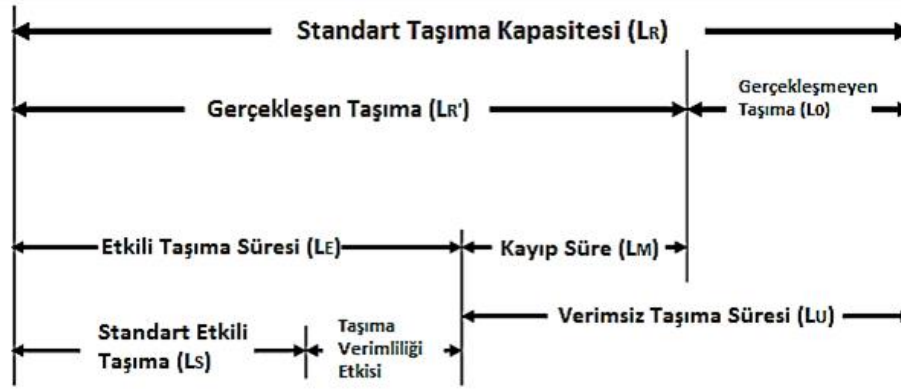 Standart Taşıma Kapasitesi (LR)
Gerçekleşen Taşıma (LR')
Gerçekleşmeyen
Taşıma (L0)
Etkili Taşıma Süresi (LE)
Kayıp Süre (LM)
Standart Etkili
Taşıma (LS)
Taşıma
Verimliliği
Etkisi
Verimsiz Taşıma Süresi (LU)